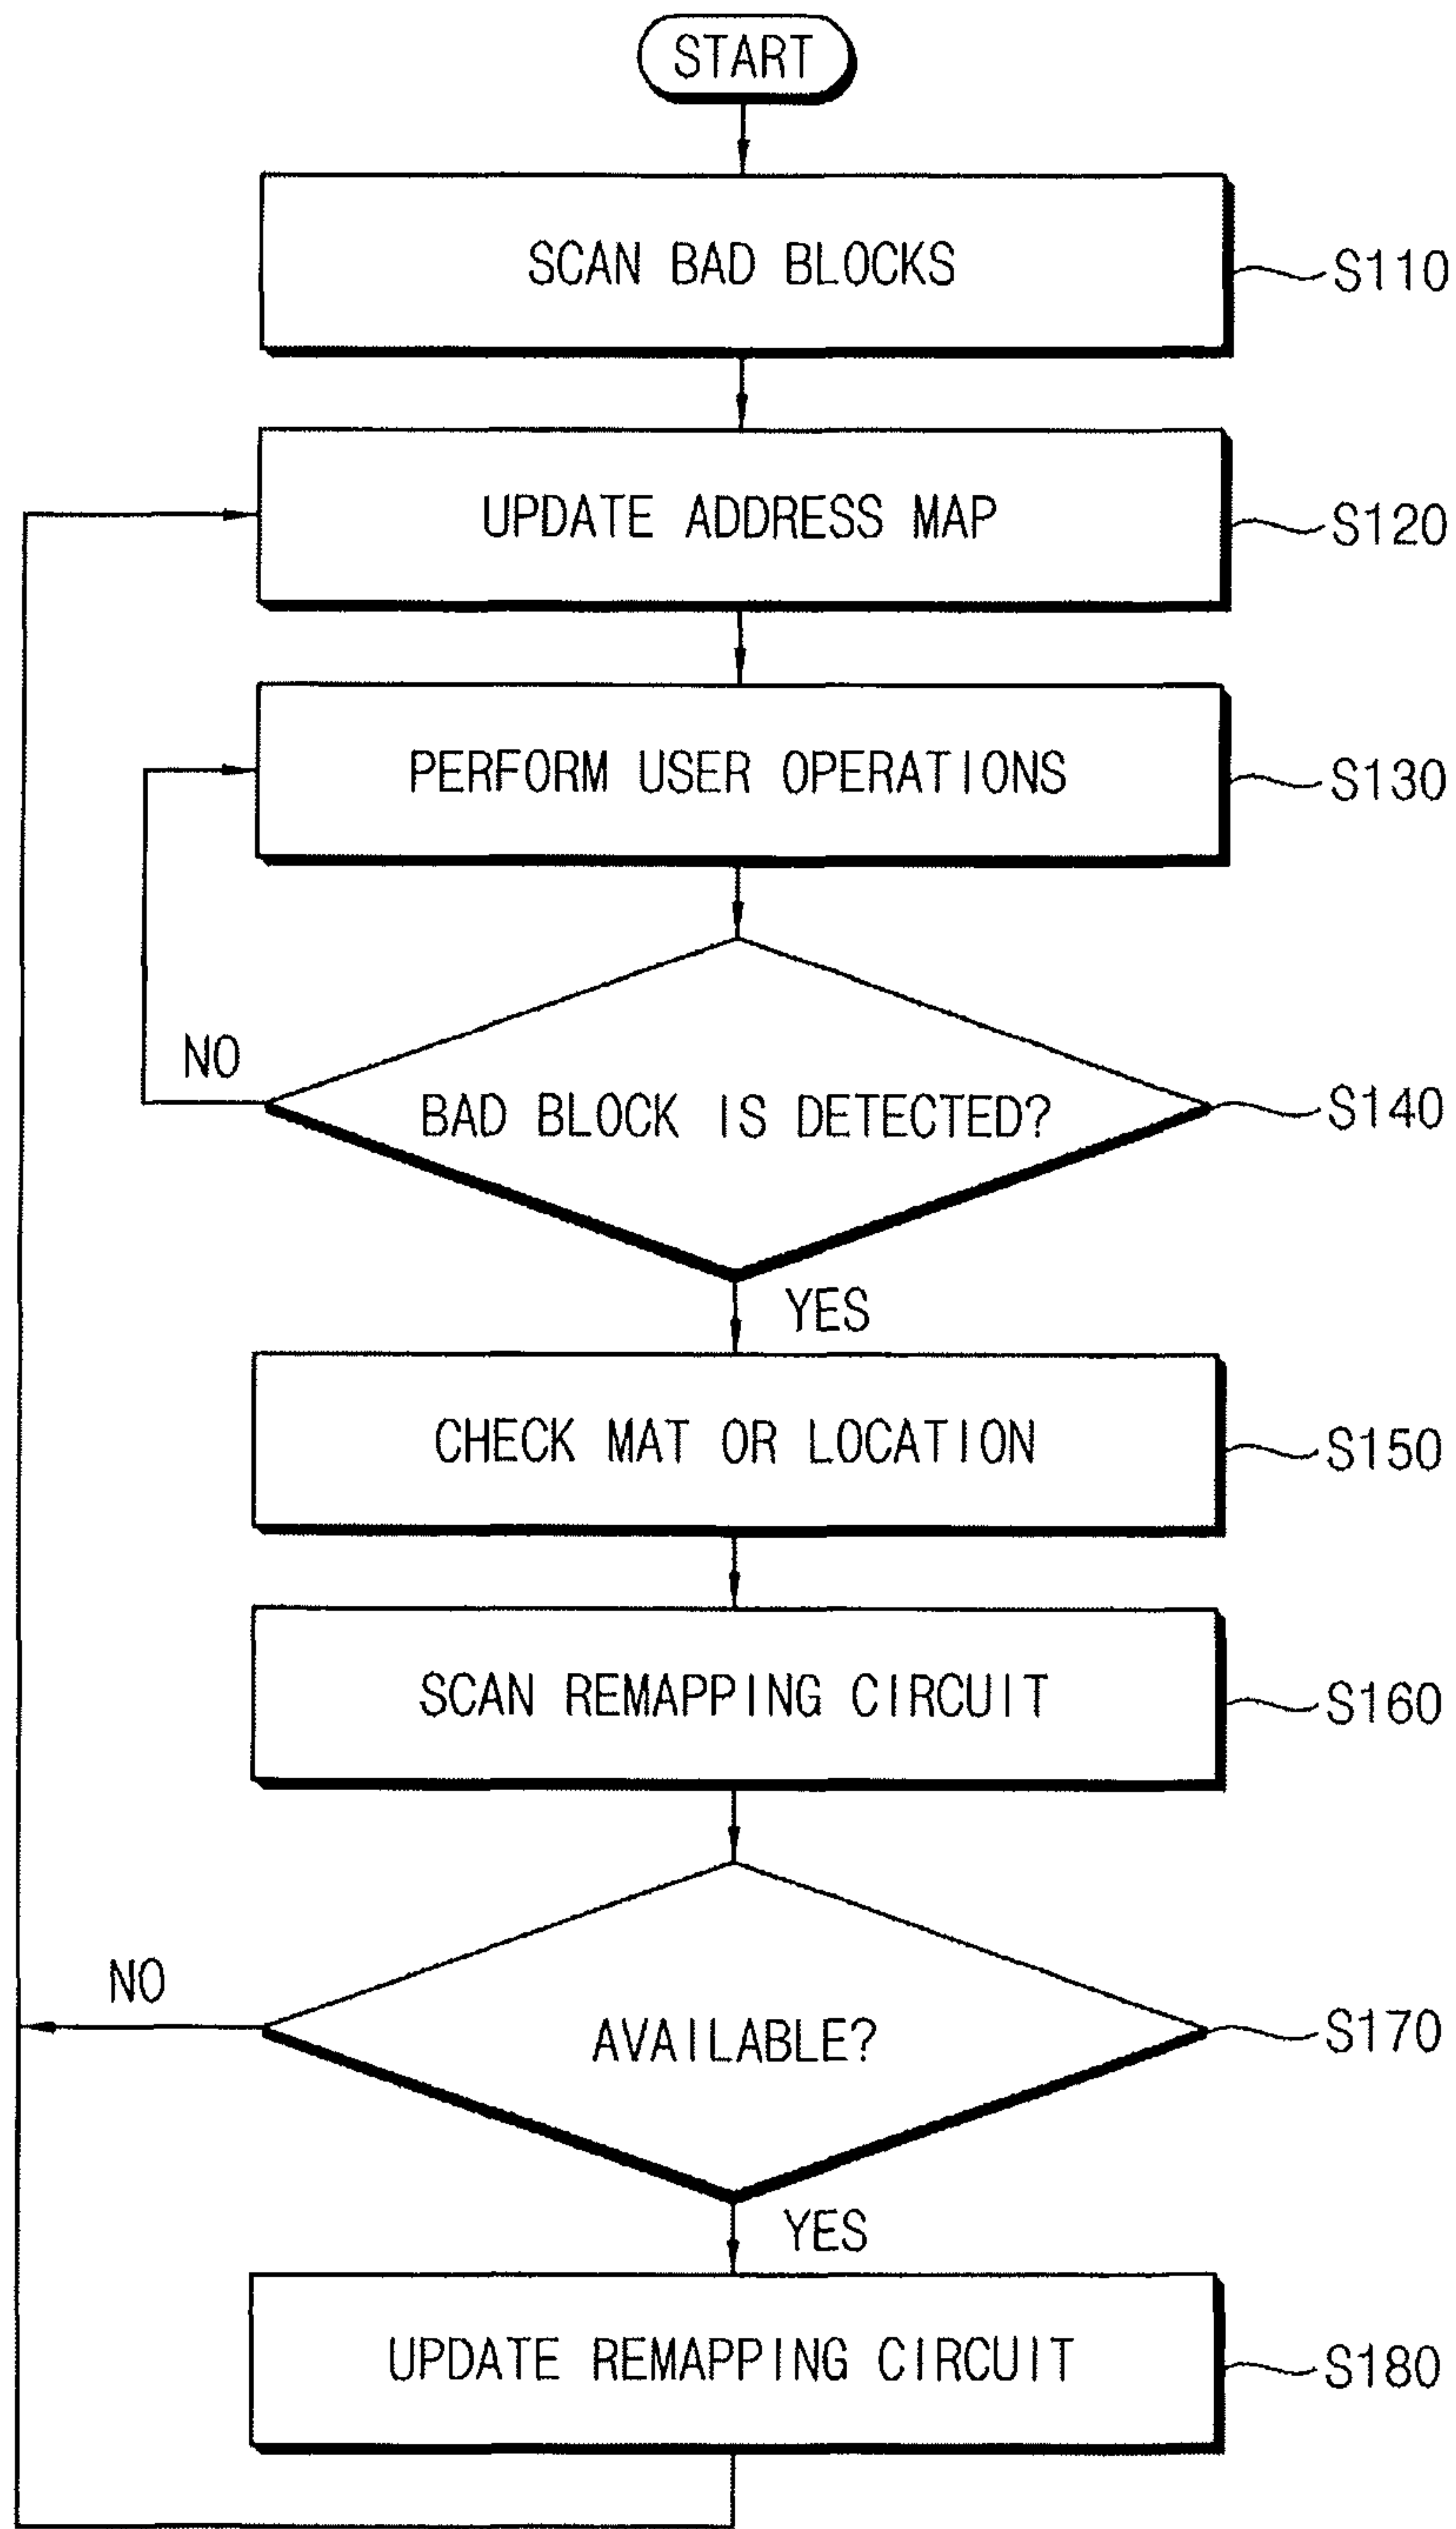 START
SCAN BAD BLOCKS
S110
UPDATE ADDRESS MAP
S120
PERFORM USER OPERATIONS
S130
NO
BAD BLOCK IS DETECTED?
S140
YES
CHECK MAT OR LOCATION
S150
SCAN REMAPPING CIRCUIT
S160
NO
AVAILABLE?
S170
YES
UPDATE REMAPPING CIRCUIT
S180